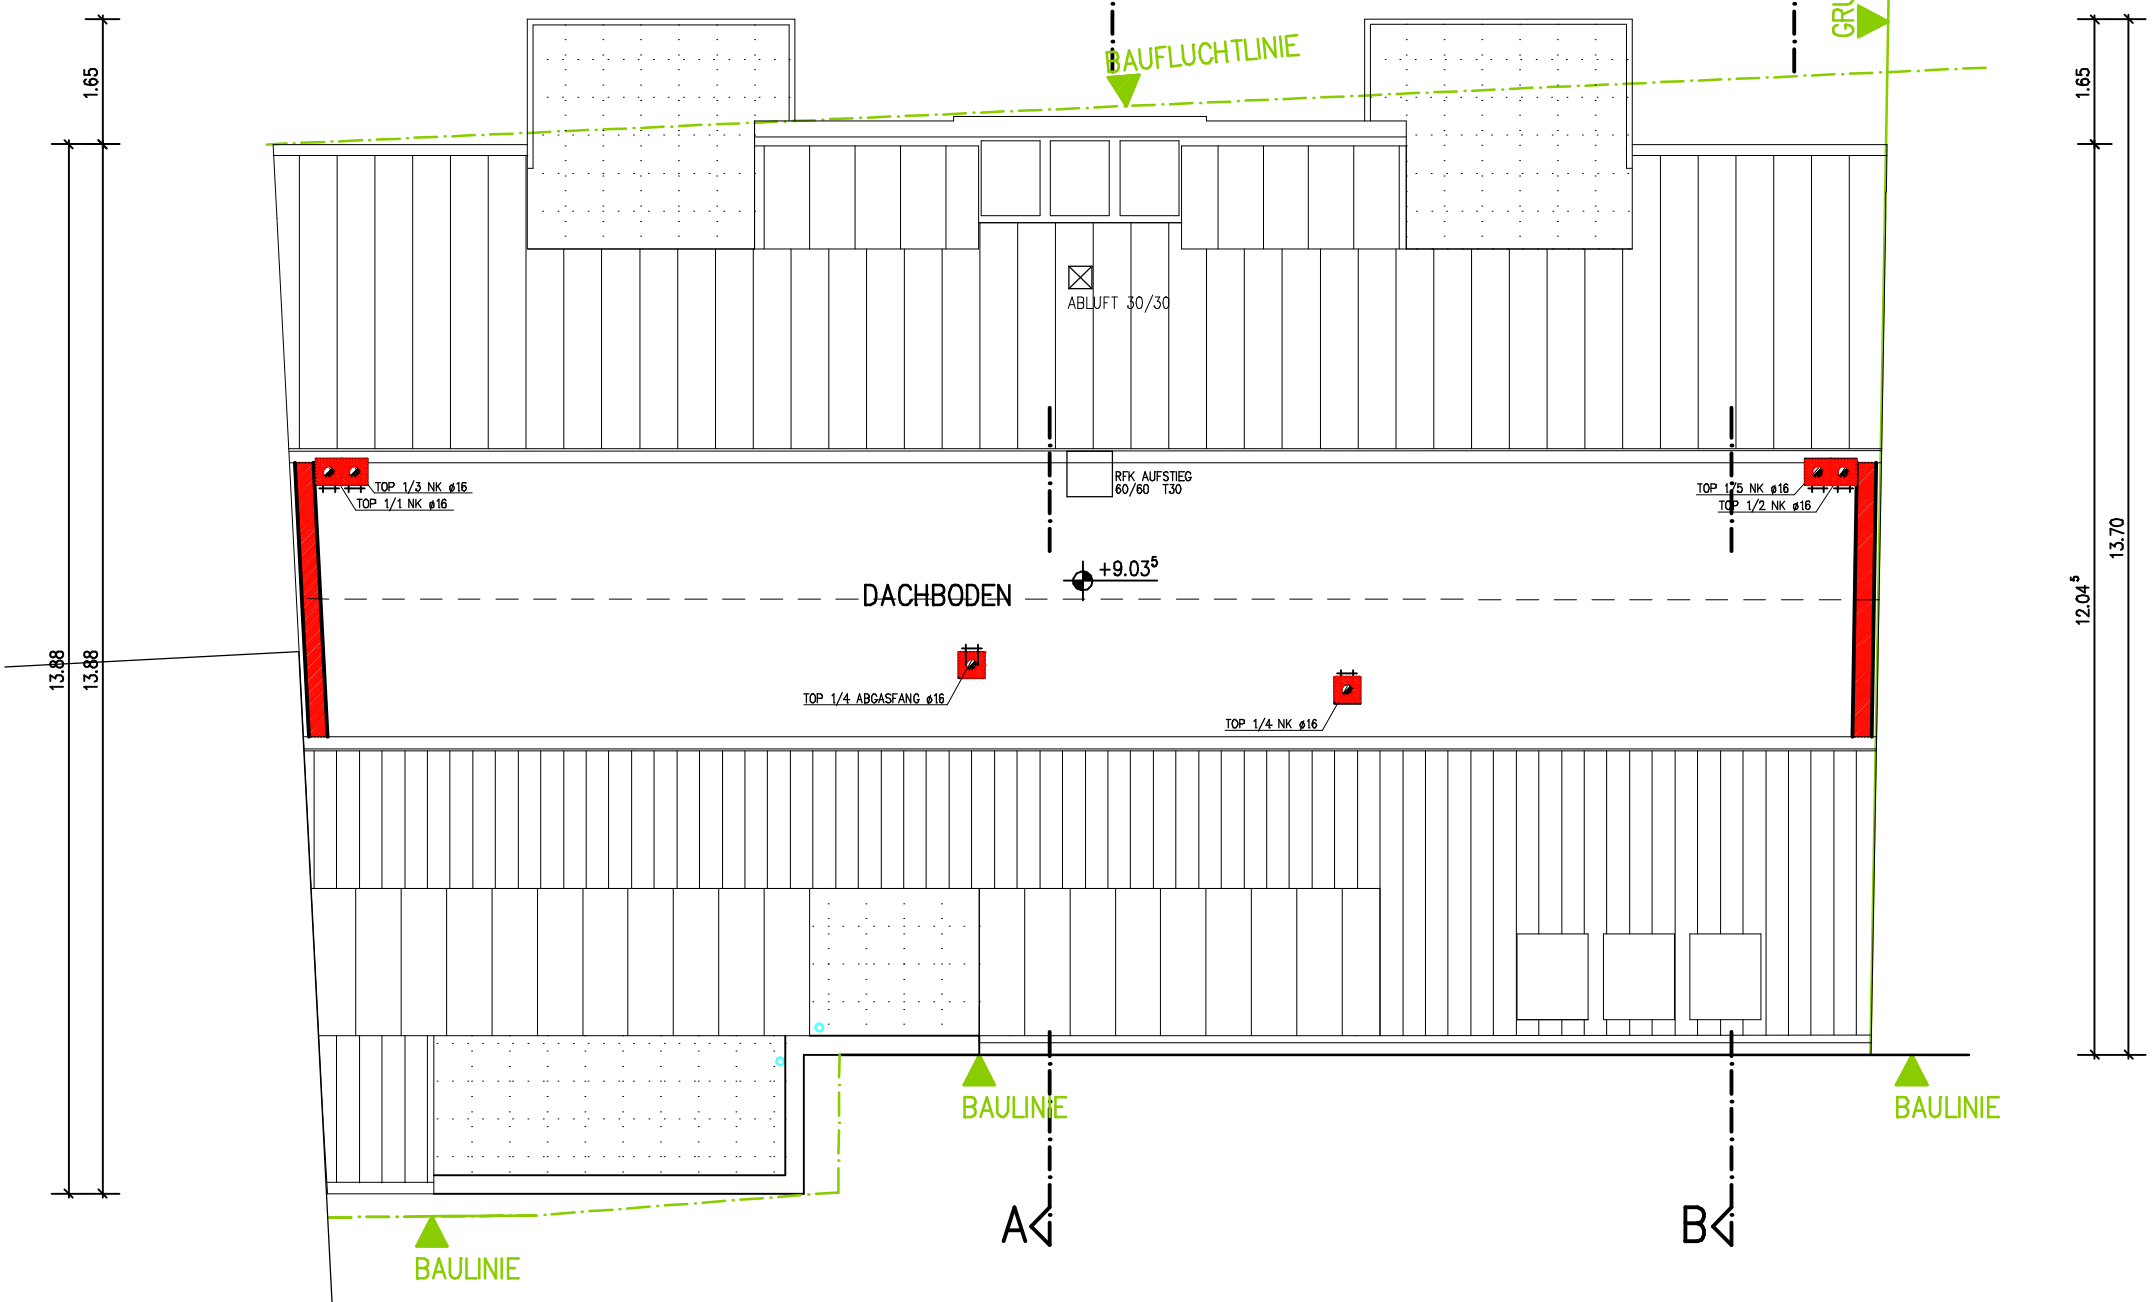 GRU
BAUFLUCHTLINIE
1.65
1.65
ABLUFT 30/30
RFK AUFSTIEG
60/60 T30
TOP 1/3 NK ø16
TOP 1/1 NK ø16
TOP 1/5 NK ø16
TOP 1/2 NK ø16
13.70
+9.03⁵
DACHBODEN
12.04⁵
13.88
13.88
TOP 1/4 ABGASFANG ø16
TOP 1/4 NK ø16
BAULINIE
BAULINIE
A
B
BAULINIE